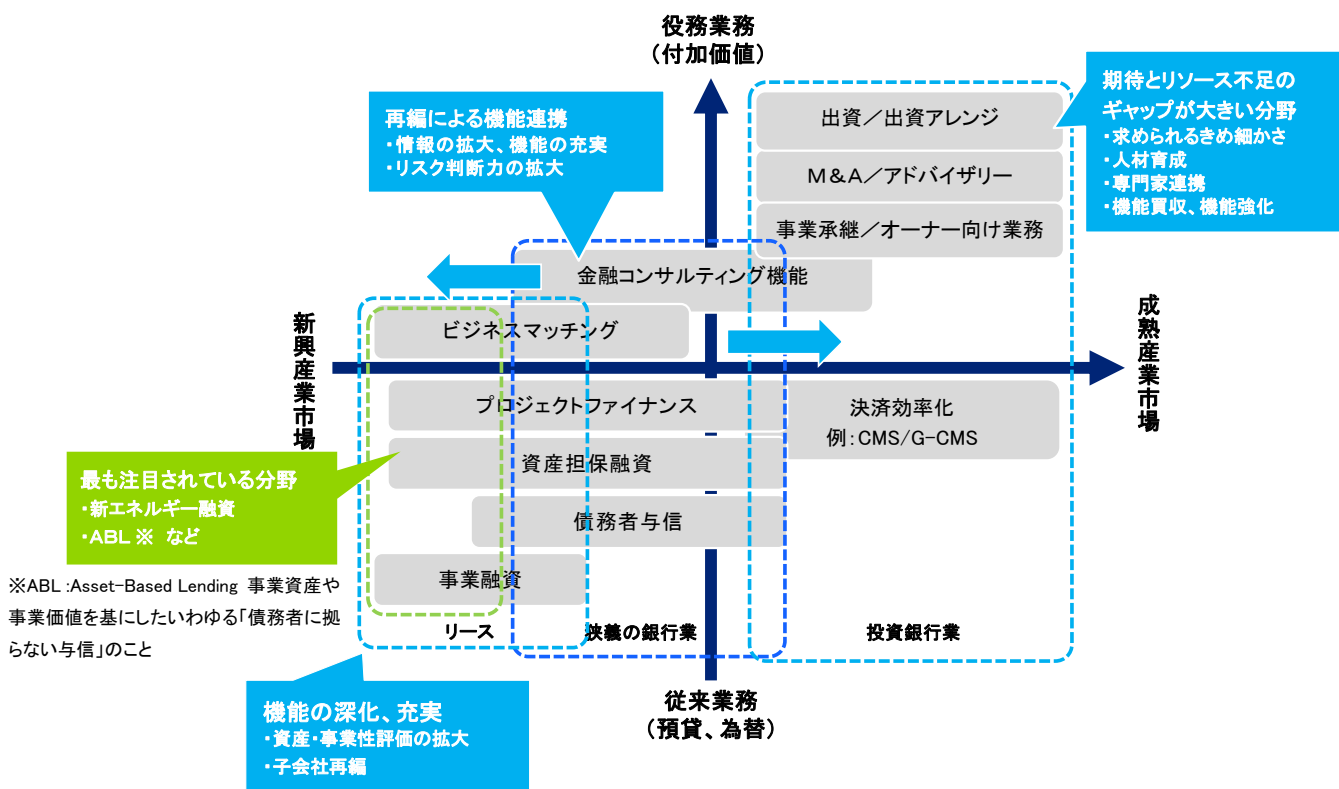 役務業務
（付加価値）
再編による機能連携
・情報の拡大、機能の充実
・リスク判断力の拡大
期待とリソース不足の
ギャップが大きい分野
・求められるきめ細かさ
・人材育成
・専門家連携
・機能買収、機能強化
出資／出資アレンジ
Ｍ＆Ａ／アドバイザリー
事業承継／オーナー向け業務
金融コンサルティング機能
ビジネスマッチング
新興産業市場
成熟産業市場
プロジェクトファイナンス
決済効率化
例：CMS/G-CMS
資産担保融資
債務者与信
事業融資
最も注目されている分野
・新エネルギー融資
・ＡＢＬ ※ など
※ABL :Asset-Based Lending 事業資産や
事業価値を基にしたいわゆる「債務者に拠
らない与信」のこと
リース
狭義の銀行業
投資銀行業
機能の深化、充実
・資産・事業性評価の拡大
・子会社再編
従来業務
（預貸、為替）